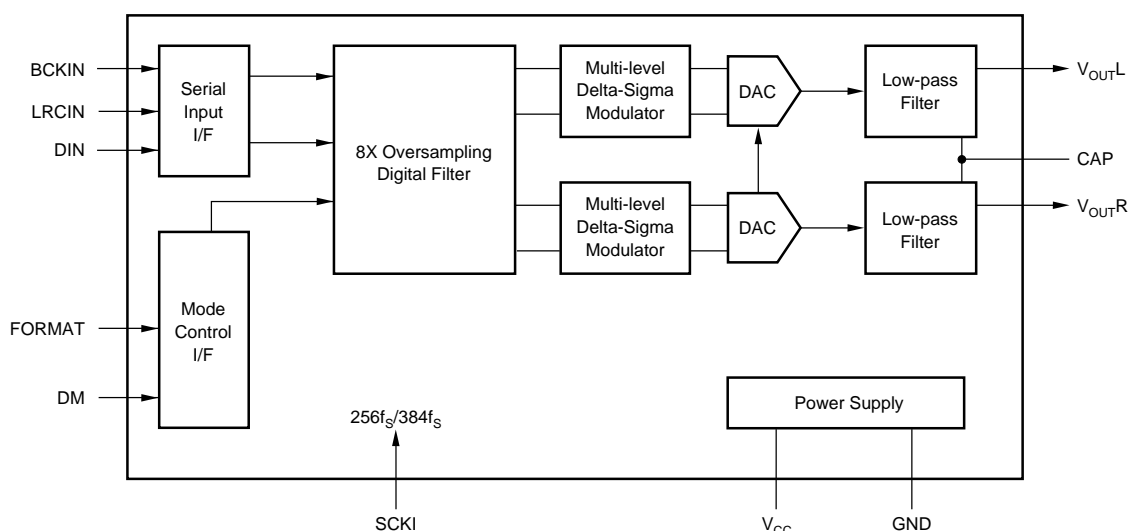 BCKIN
LRCIN
DIN
Serial
Input
I/F
8X Oversampling
Digital Filter
Multi-level
Delta-Sigma
Modulator
DAC
Low-pass
Filter
VOUTL
CAP
Multi-level
Delta-Sigma
Modulator
DAC
Low-pass
Filter
VOUTR
FORMAT
DM
Mode
Control
I/F
256fS/384fS
Power Supply
SCKI
VCC
GND